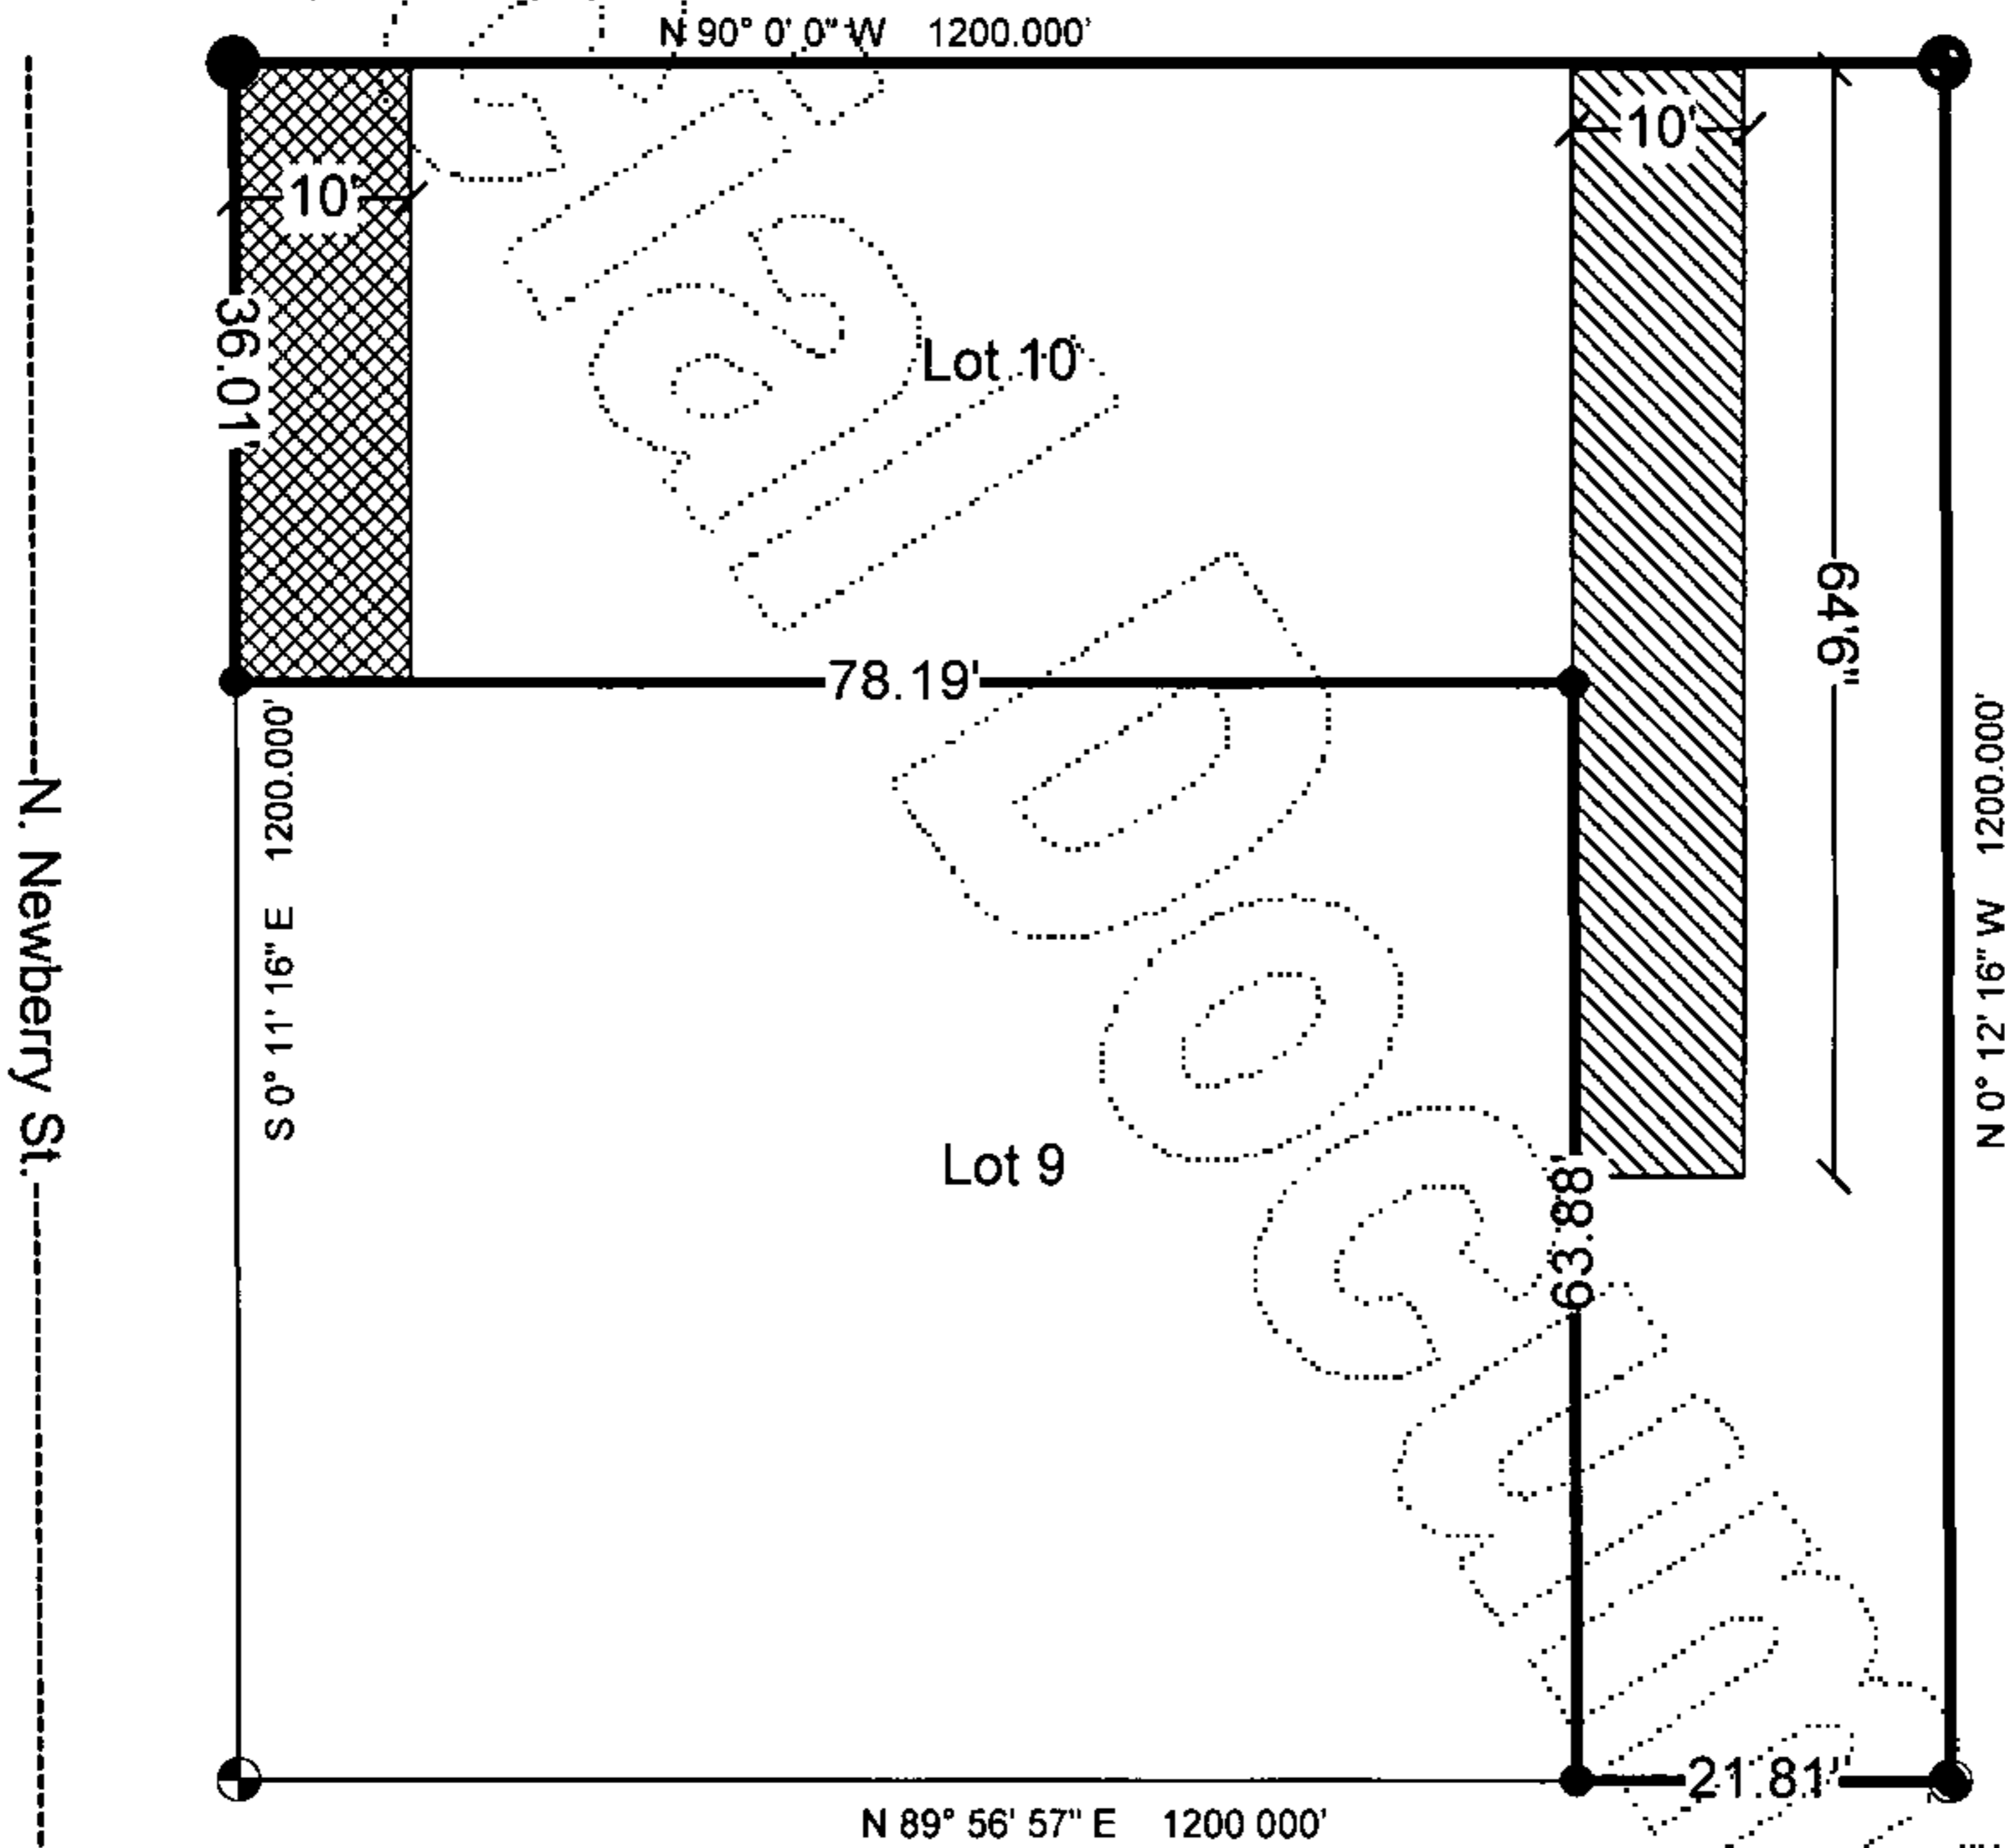 N 90° 0' 0" W 1200.000'
10'
10'
36.01'
Lot 10
64'6"
78.19'
S 0° 11' 16" E 1200.000'
N 0° 12' 16" W 1200.000'
N. Newberry St.
Lot 9
63.88'
21.81'
N 89° 56' 57" E 1200 000'